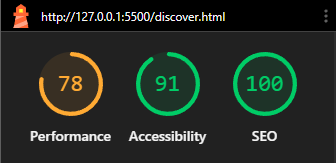 http://127.0.0.1:5500/discover.html
78 91 100
Performance Accessibility SEO